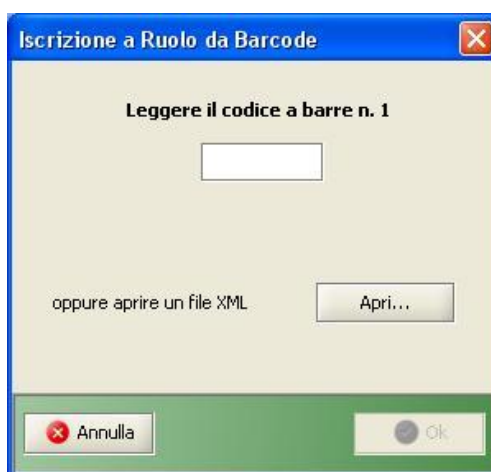 Iscrizione a Ruolo da Barcode
Leggere il codice a barre n. 1
oppure aprire un file XML
Apri...
Annulla
Ok